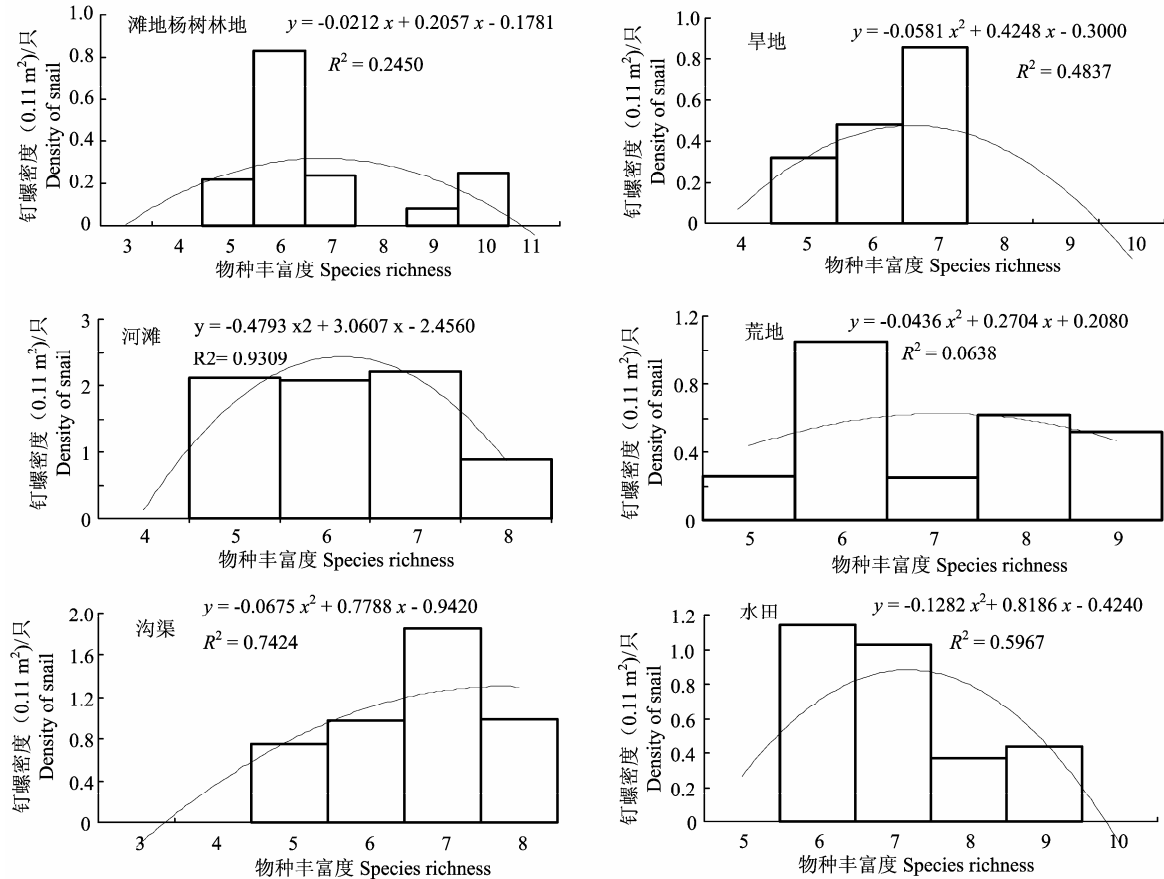 滩地杨树林地
y = -0.0212 x + 0.2057 x - 0.1781
R² = 0.2450
钉螺密度（0.11 m²)/只
Density of snail
1.0
0.8
0.6
0.4
0.2
0
3 4 5 6 7 8 9 10 11
物种丰富度 Species richness
旱地
y = -0.0581 x² + 0.4248 x - 0.3000
R² = 0.4837
钉螺密度（0.11 m²)/只
Density of snail
1.0
0.8
0.6
0.4
0.2
0
4 5 6 7 8 9 10
物种丰富度 Species richness
河滩
y = -0.4793 x2 + 3.0607 x - 2.4560
R2= 0.9309
钉螺密度（0.11 m²)/只
Density of snail
3
2
1
0
4 5 6 7 8
物种丰富度 Species richness
荒地
y = -0.0436 x² + 0.2704 x + 0.2080
R² = 0.0638
钉螺密度（0.11 m²)/只
Density of snail
1.2
0.8
0.4
0
5 6 7 8 9
物种丰富度 Species richness
沟渠
y = -0.0675 x² + 0.7788 x - 0.9420
R² = 0.7424
钉螺密度（0.11 m²)/只
Density of snail
2.0
1.6
1.2
0.8
0.4
0
3 4 5 6 7 8
物种丰富度 Species richness
水田
y = -0.1282 x²+ 0.8186 x - 0.4240
R² = 0.5967
钉螺密度（0.11 m²)/只
Density of snail
1.2
1.0
0.8
0.6
0.4
0.2
0
5 6 7 8 9 10
物种丰富度 Species richness